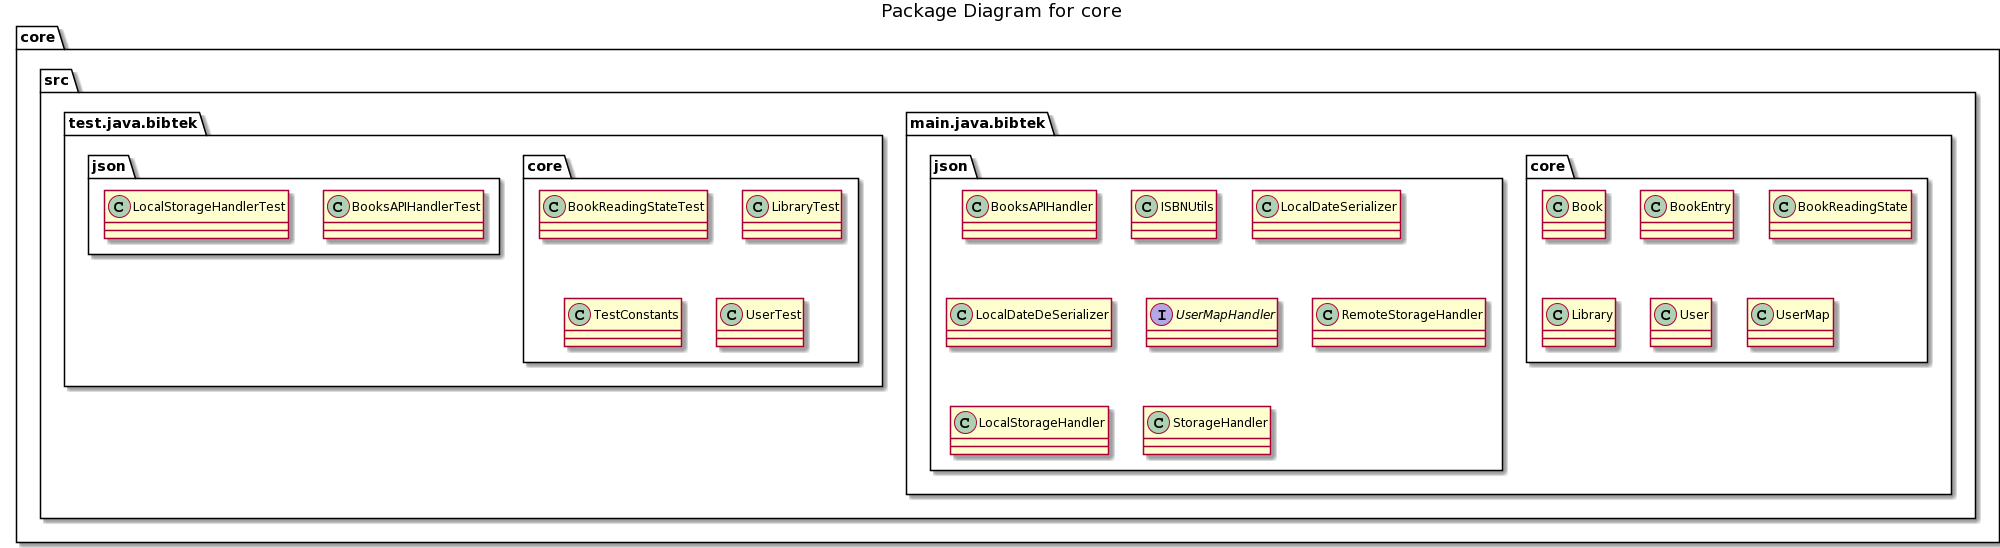 Package Diagram for core
core
src
test.java.bibtek
json
C LocalStorageHandlerTest
C BooksAPIHandlerTest
core
C BookReadingStateTest
C LibraryTest
C TestConstants
C UserTest
main.java.bibtek
json
C BooksAPIHandler
C ISBNUtils
C LocalDateSerializer
C LocalDateDeSerializer
I UserMapHandler
C RemoteStorageHandler
C LocalStorageHandler
C StorageHandler
core
C Book
C BookEntry
C BookReadingState
C Library
C User
C UserMap